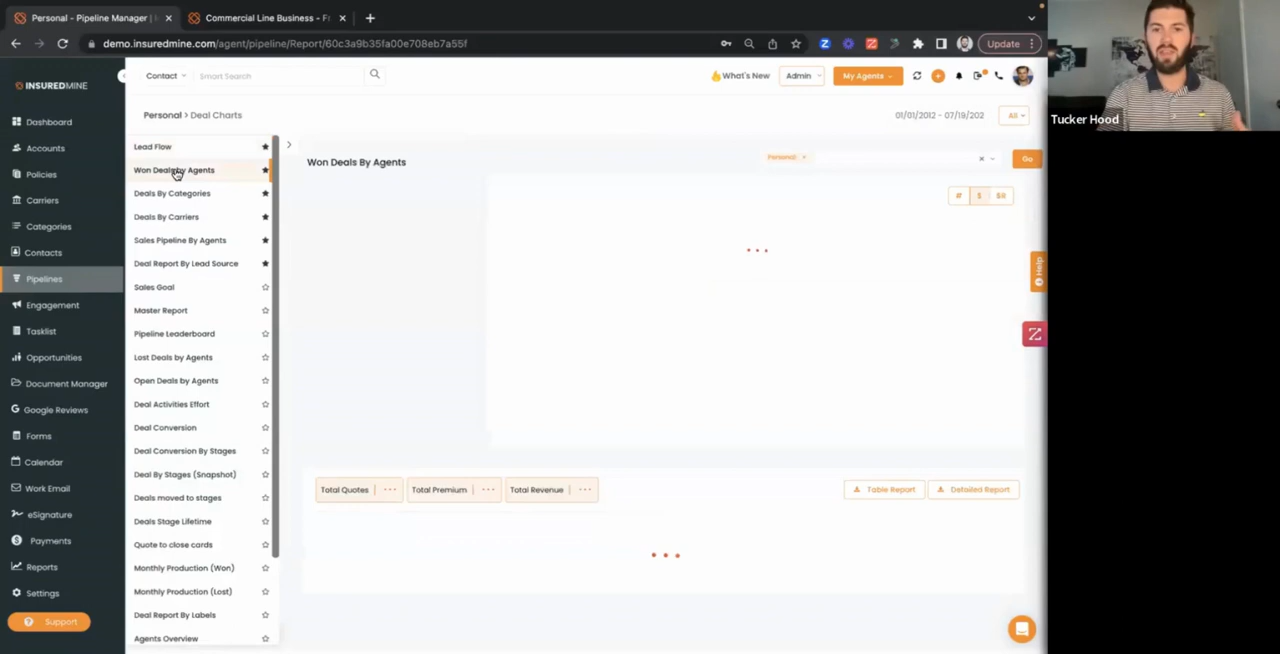 Personal - Pipeline Manager |
Commercial Line Business - Fr
demo.insuredmine.com/agent/pipeline/Report/60c3a9b35fa00e708eb7a55f
Update
INSUREDMINE
Contact
Smart Search
What's New
Admin
My Agents
Personal > Deal Charts
01/01/2012 - 07/19/202
All
Dashboard
Accounts
Policies
Carriers
Categories
Contacts
Pipelines
Engagement
Tasklist
Opportunities
Document Manager
Google Reviews
Forms
Calendar
Work Email
eSignature
Payments
Reports
Settings
Support
Lead Flow
Won Deals by Agents
Deals By Categories
Deals By Carriers
Sales Pipeline By Agents
Deal Report By Lead Source
Sales Goal
Master Report
Pipeline Leaderboard
Lost Deals by Agents
Open Deals by Agents
Deal Activities Effort
Deal Conversion
Deal Conversion By Stages
Deal By Stages (Snapshot)
Deals moved to stages
Deals Stage Lifetime
Quote to close cards
Monthly Production (Won)
Monthly Production (Lost)
Deal Report By Labels
Agents Overview
Won Deals By Agents
Personal
Go
#
$
Total Quotes
Total Premium
Total Revenue
Table Report
Detailed Report
Help
Tucker Hood